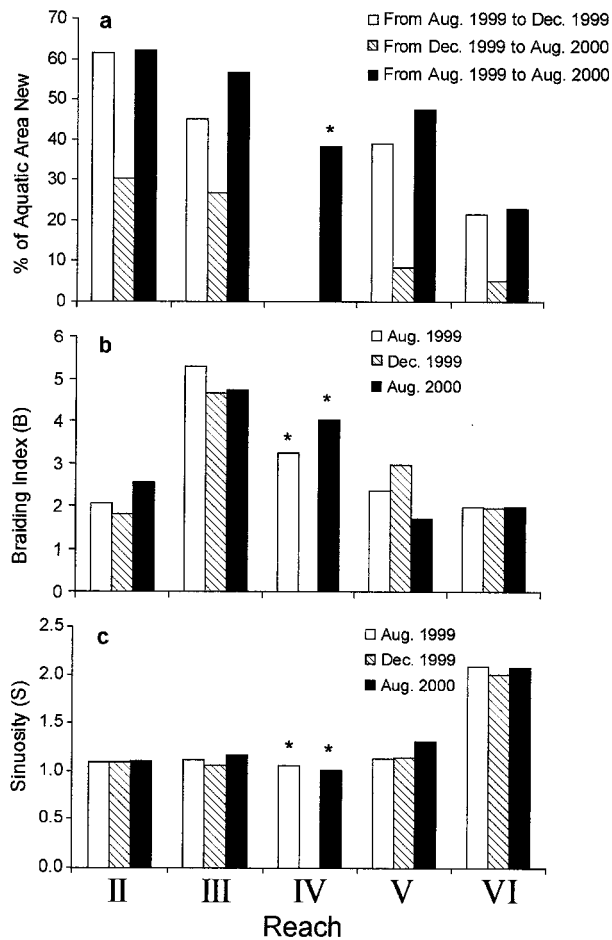 a
From Aug. 1999 to Dec. 1999
From Dec. 1999 to Aug. 2000
From Aug. 1999 to Aug. 2000
% of Aquatic Area New
70
60
50
40
30
20
10
0
*
b
Aug. 1999
Dec. 1999
Aug. 2000
Braiding Index (B)
6
5
4
3
2
1
0
* *
c
Aug. 1999
Dec. 1999
Aug. 2000
Sinuosity (S)
2.5
2.0
1.5
1.0
0.5
0.0
* *
II III IV V VI
Reach